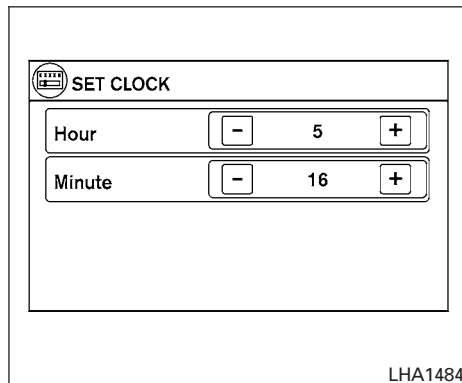 SET CLOCK
Hour - 5 +
Minute - 16 +
LHA1484